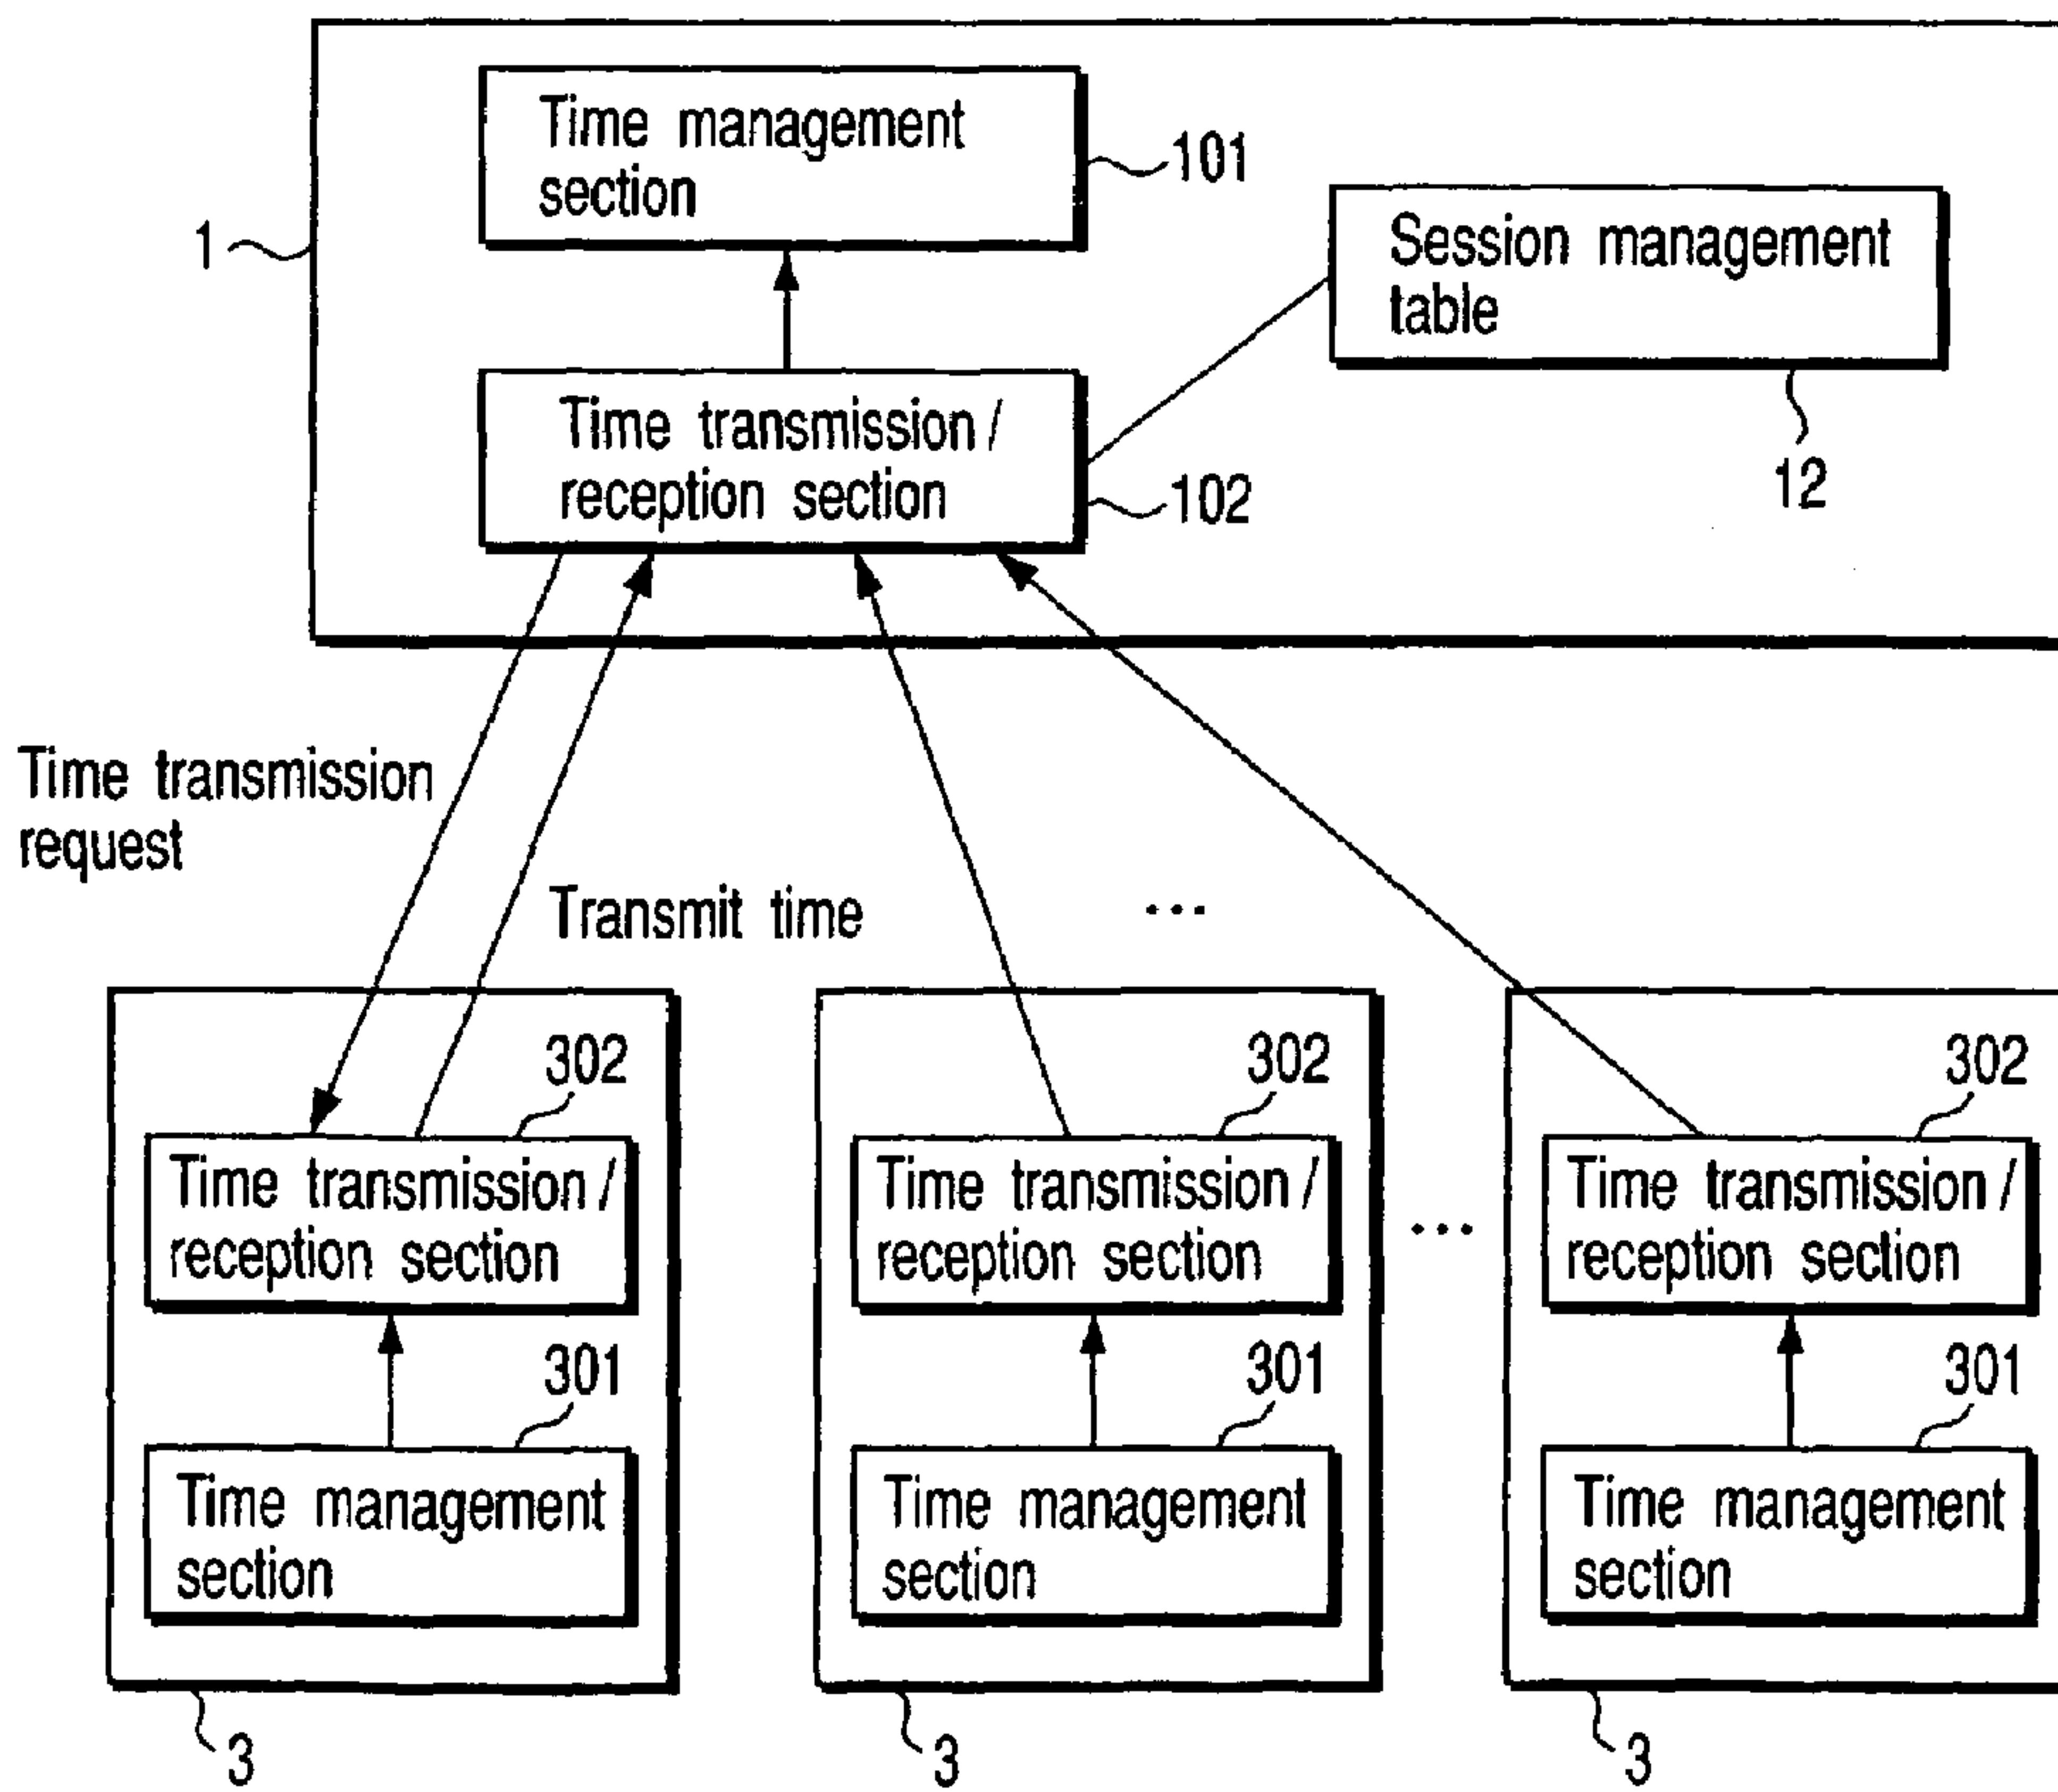 Time management
section
101
1
Session management
table
12
Time transmission/
reception section
102
Time transmission
request
Transmit time
...
302
Time transmission/
reception section
301
Time management
section
3
302
Time transmission/
reception section
301
Time management
section
3
...
302
Time transmission/
reception section
301
Time management
section
3